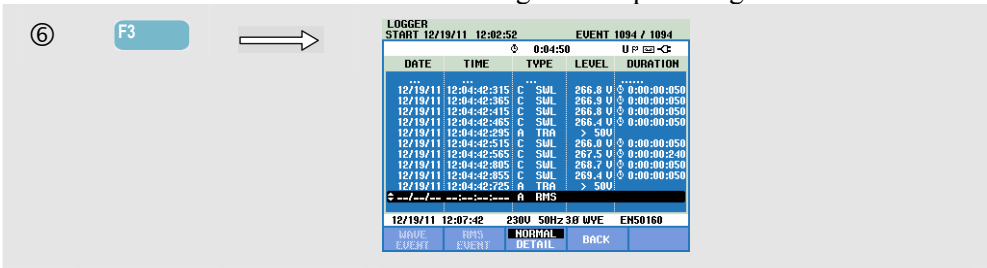 ⑥ F3
LOGGER
START 12/19/11 12:02:52 EVENT 1094 / 1094
0:04:50 U
DATE TIME TYPE LEVEL DURATION
... ... ... ......
12/19/11 12:04:42:315 C SWL 266.8 V 0:00:00:050
12/19/11 12:04:42:365 C SWL 266.9 V 0:00:00:050
12/19/11 12:04:42:415 C SWL 266.8 V 0:00:00:050
12/19/11 12:04:42:465 C SWL 266.4 V 0:00:00:050
12/19/11 12:04:42:295 A TRA > 50V
12/19/11 12:04:42:515 C SWL 266.0 V 0:00:00:050
12/19/11 12:04:42:565 C SWL 267.5 V 0:00:00:240
12/19/11 12:04:42:805 C SWL 268.7 V 0:00:00:050
12/19/11 12:04:42:855 C SWL 269.4 V 0:00:00:050
12/19/11 12:04:42:725 A TRA > 50V
--/--/-- --:--:--:--- A RMS
12/19/11 12:07:42 230V 50Hz 3.0 WYE EN50160
WAVE EVENT RMS EVENT NORMAL DETAIL BACK